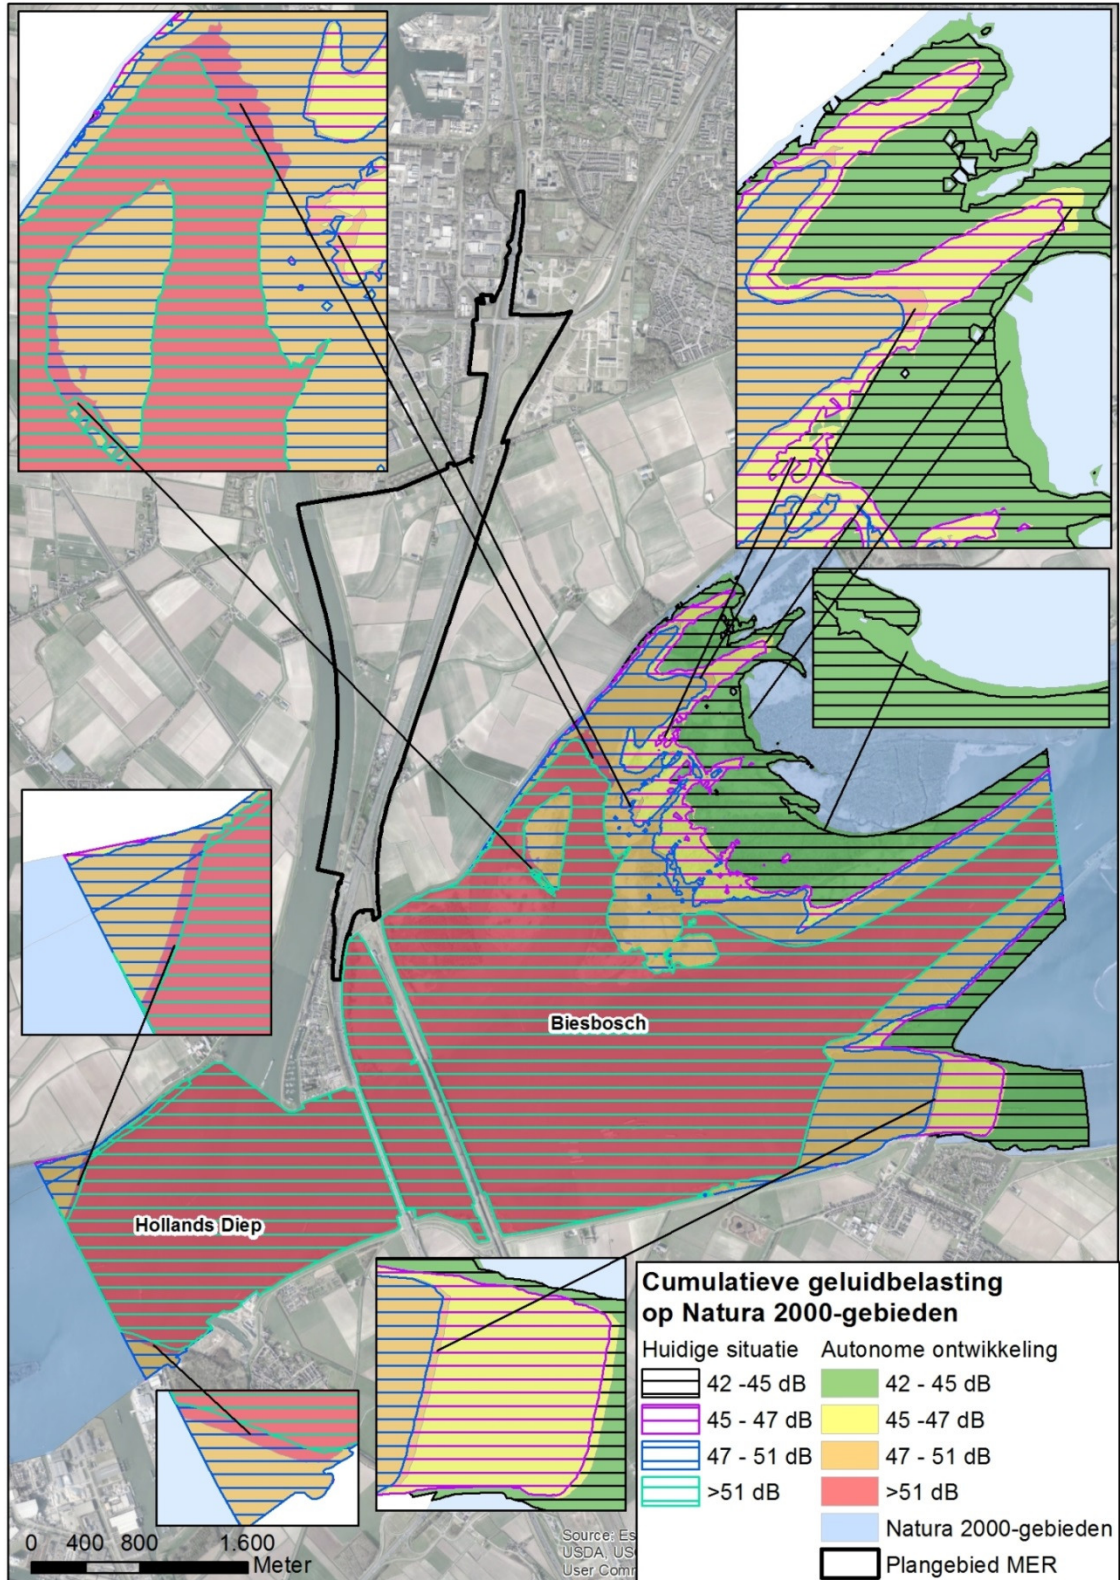 Biesbosch
Hollands Diep
Cumulatieve geluidbelasting
op Natura 2000-gebieden
Huidige situatie Autonome ontwikkeling
42 -45 dB 42 - 45 dB
45 - 47 dB 45 -47 dB
47 - 51 dB 47 - 51 dB
>51 dB >51 dB
Natura 2000-gebieden
Plangebied MER
0 400 800 1.600
Meter
Source: Es
USDA, US
User Comm